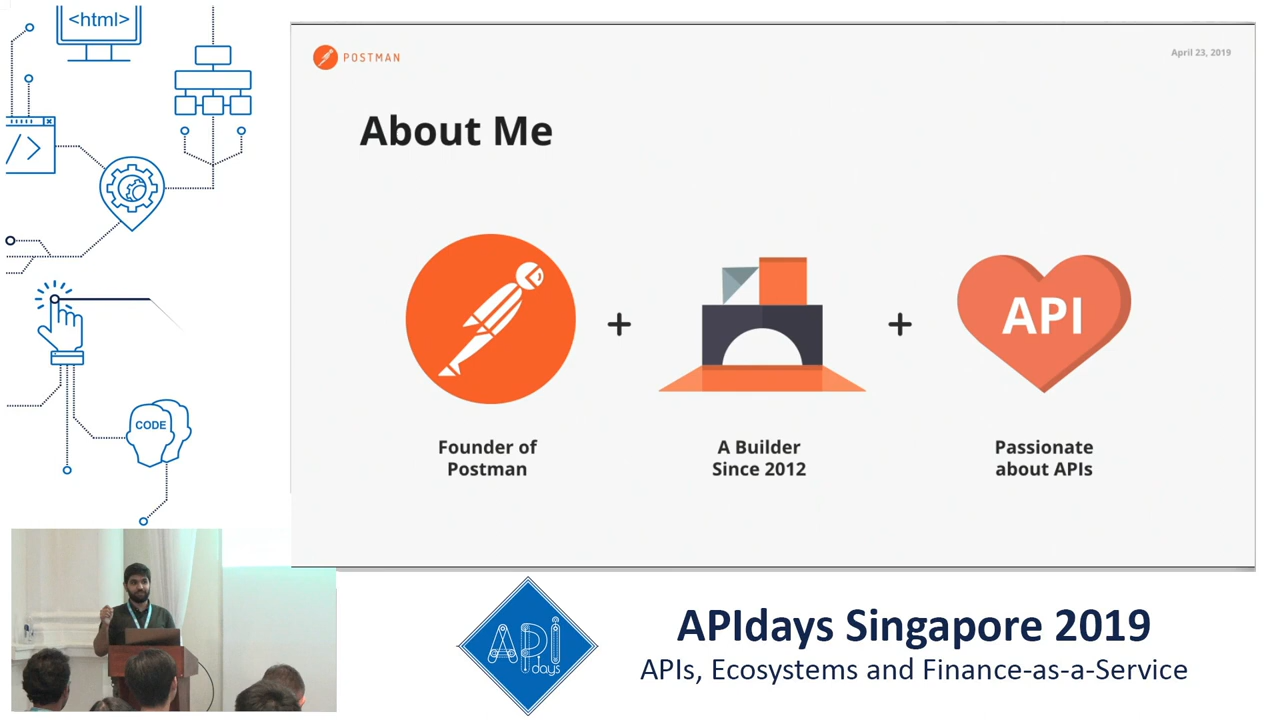 <html>
POSTMAN
April 23, 2019
About Me
API
Founder of
Postman
A Builder
Since 2012
Passionate
about APIs
</>
CODE
API
days
APIdays Singapore 2019
APIs, Ecosystems and Finance-as-a-Service